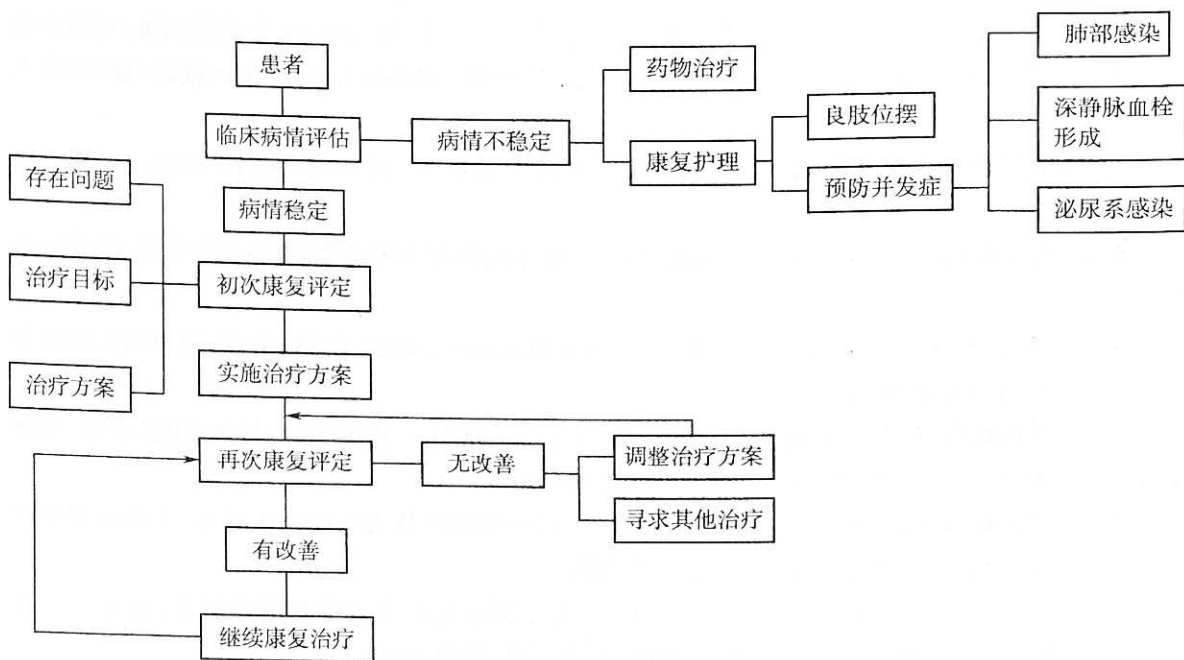 患者
肺部感染
药物治疗
良肢位摆
深静脉血栓
形成
临床病情评估
病情不稳定
康复护理
预防并发症
泌尿系感染
存在问题
病情稳定
治疗目标
初次康复评定
治疗方案
实施治疗方案
再次康复评定
无改善
调整治疗方案
寻求其他治疗
有改善
继续康复治疗